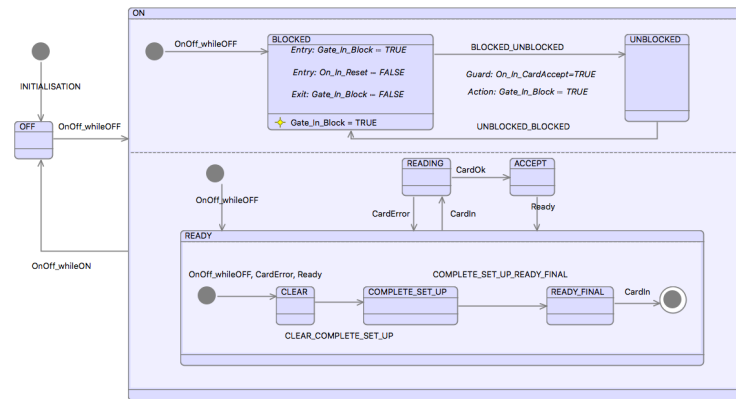 ON
OnOff_whileOFF
BLOCKED
Entry: Gate_In_Block = TRUE
Entry: On_In_Reset = FALSE
Exit: Gate_In_Block = FALSE
Gate_In_Block = TRUE
BLOCKED_UNBLOCKED
Guard: On_In_CardAccept=TRUE
Action: Gate_In_Block = TRUE
UNBLOCKED_BLOCKED
UNBLOCKED
INITIALISATION
OFF
OnOff_whileOFF
OnOff_whileON
OnOff_whileOFF
READING
CardOk
ACCEPT
CardError
CardIn
Ready
READY
OnOff_whileOFF, CardError, Ready
CLEAR
CLEAR_COMPLETE_SET_UP
COMPLETE_SET_UP
COMPLETE_SET_UP_READY_FINAL
READY_FINAL
CardIn